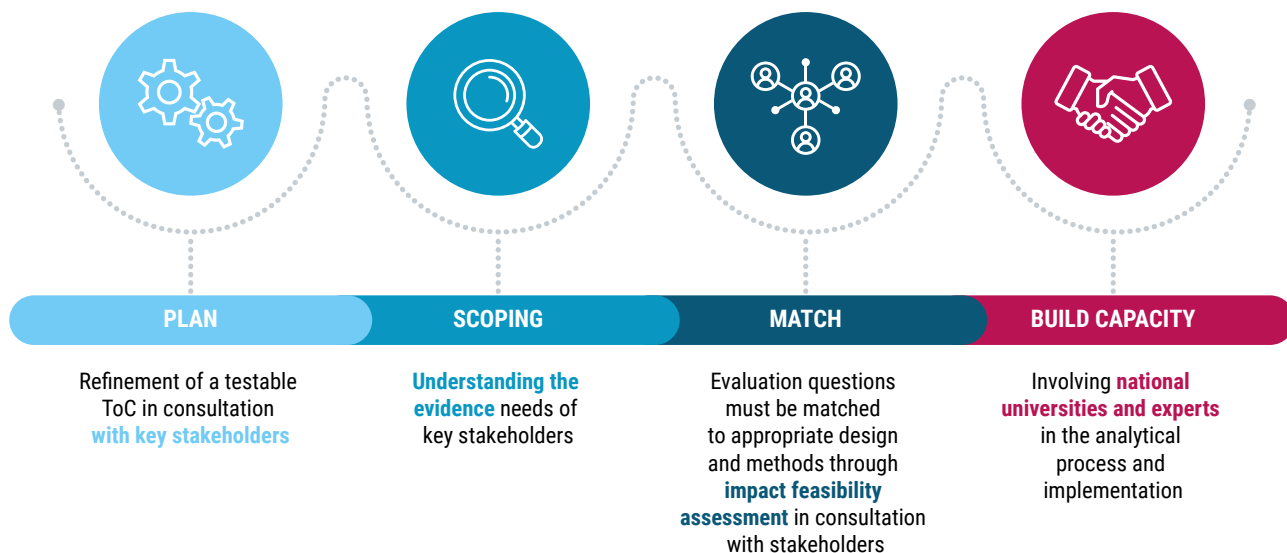 PLAN
Refinement of a testable
ToC in consultation
with key stakeholders
SCOPING
Understanding the
evidence needs of
key stakeholders
MATCH
Evaluation questions
must be matched
to appropriate design
and methods through
impact feasibility
assessment in consultation
with stakeholders
BUILD CAPACITY
Involving national
universities and experts
in the analytical
process and
implementation